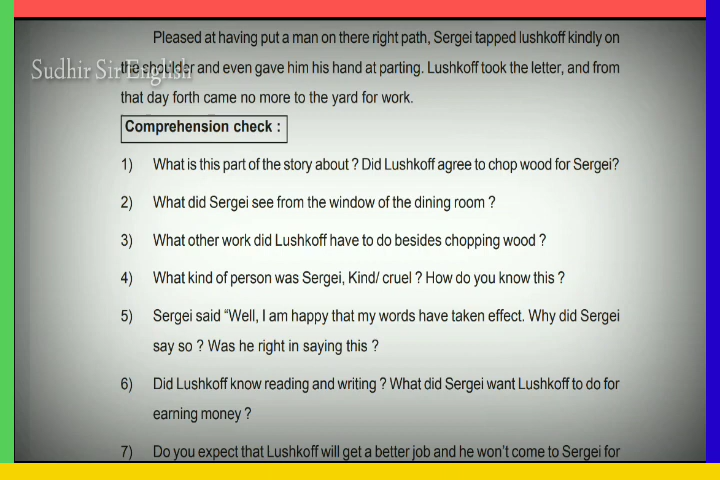 Pleased at having put a man on there right path, Sergei tapped lushkoff kindly on
the shoulder and even gave him his hand at parting. Lushkoff took the letter, and from
that day forth came no more to the yard for work.
Sudhir Sir English
Comprehension check :
1) What is this part of the story about ? Did Lushkoff agree to chop wood for Sergei?
2) What did Sergei see from the window of the dining room ?
3) What other work did Lushkoff have to do besides chopping wood ?
4) What kind of person was Sergei, Kind/ cruel ? How do you know this ?
5) Sergei said “Well, I am happy that my words have taken effect. Why did Sergei
say so ? Was he right in saying this ?
6) Did Lushkoff know reading and writing ? What did Sergei want Lushkoff to do for
earning money ?
7) Do you expect that Lushkoff will get a better job and he won't come to Sergei for